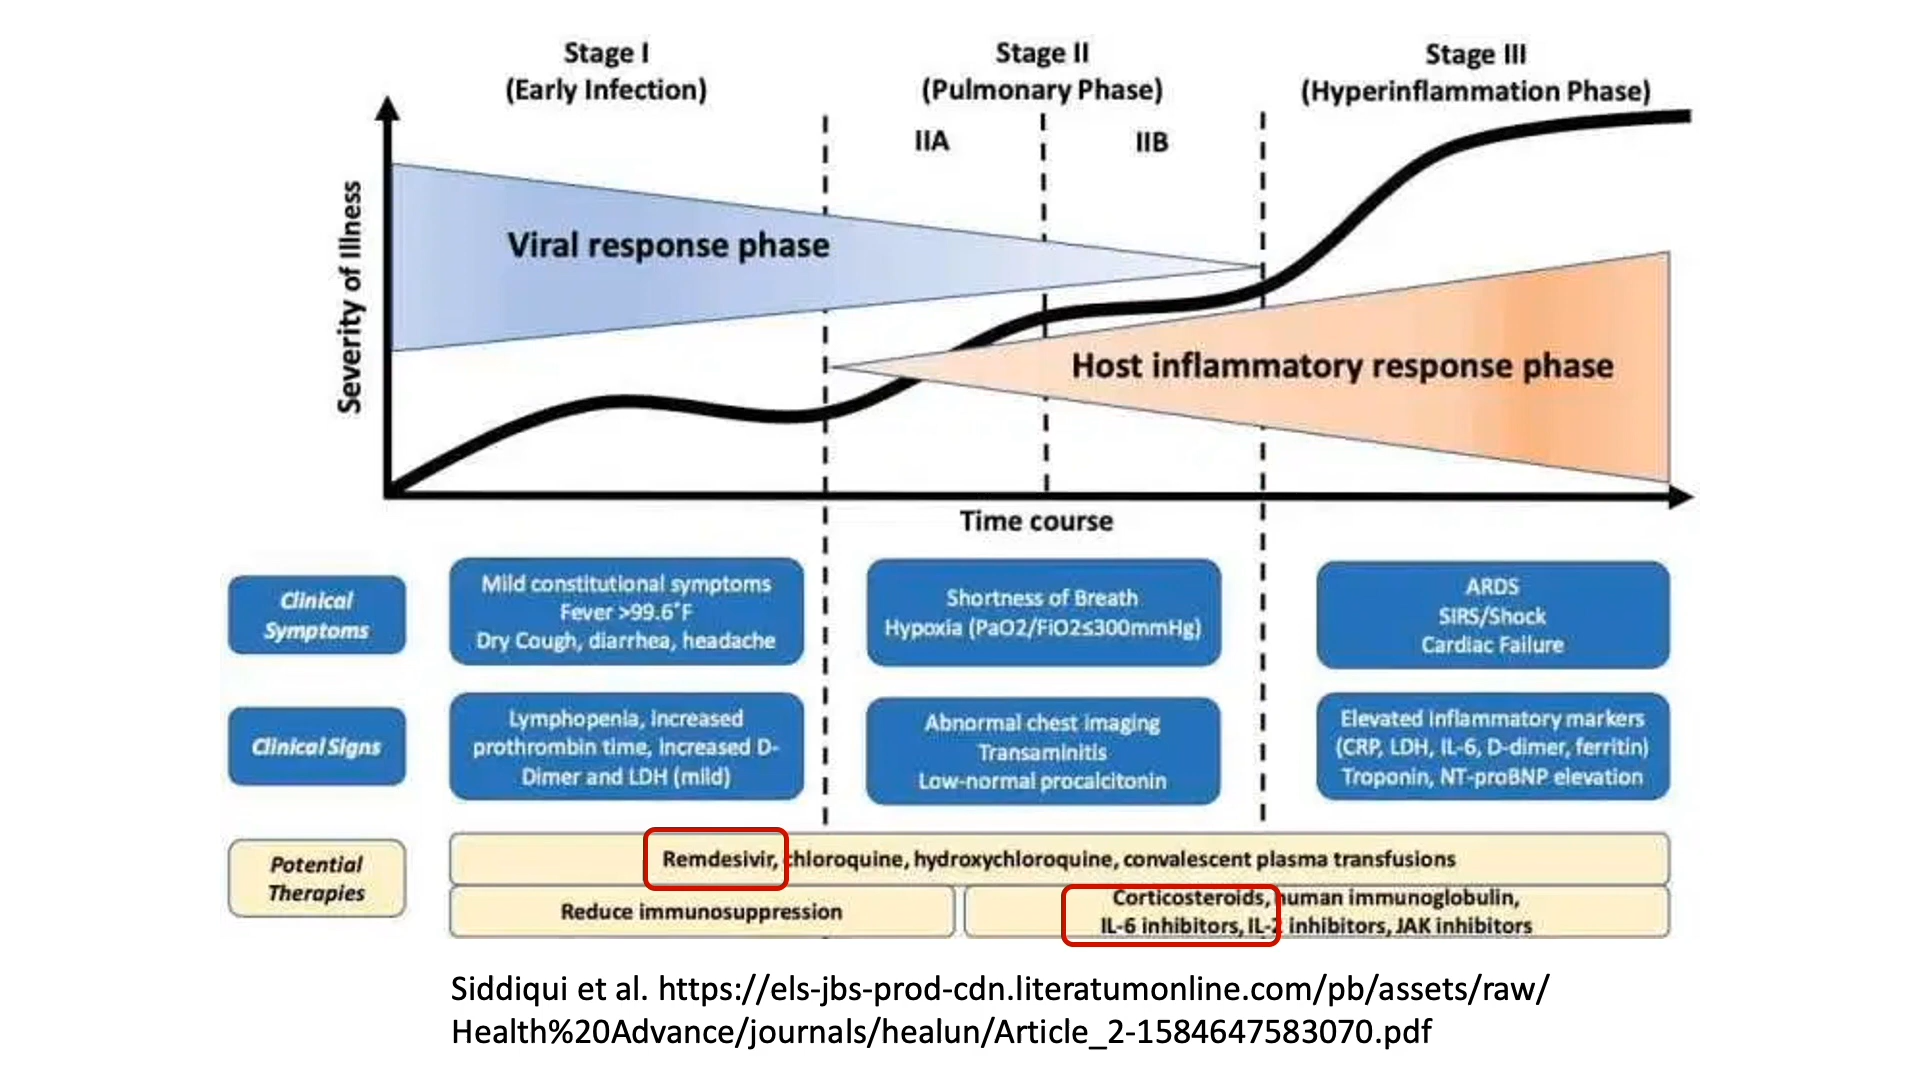 Stage I
(Early Infection)
Stage II
(Pulmonary Phase)
Stage III
(Hyperinflammation Phase)
IIA
IIB
Severity of Illness
Viral response phase
Host inflammatory response phase
Time course
Clinical
Symptoms
Mild constitutional symptoms
Fever >99.6°F
Dry Cough, diarrhea, headache
Shortness of Breath
Hypoxia (PaO2/FiO2≤300mmHg)
ARDS
SIRS/Shock
Cardiac Failure
Clinical Signs
Lymphopenia, increased
prothrombin time, increased D-
Dimer and LDH (mild)
Abnormal chest imaging
Transaminitis
Low-normal procalcitonin
Elevated inflammatory markers
(CRP, LDH, IL-6, D-dimer, ferritin)
Troponin, NT-proBNP elevation
Potential
Therapies
Remdesivir, chloroquine, hydroxychloroquine, convalescent plasma transfusions
Reduce immunosuppression
Corticosteroids, human immunoglobulin,
IL-6 inhibitors, IL-2 inhibitors, JAK inhibitors
Siddiqui et al. https://els-jbs-prod-cdn.literatumonline.com/pb/assets/raw/
Health%20Advance/journals/healun/Article_2-1584647583070.pdf